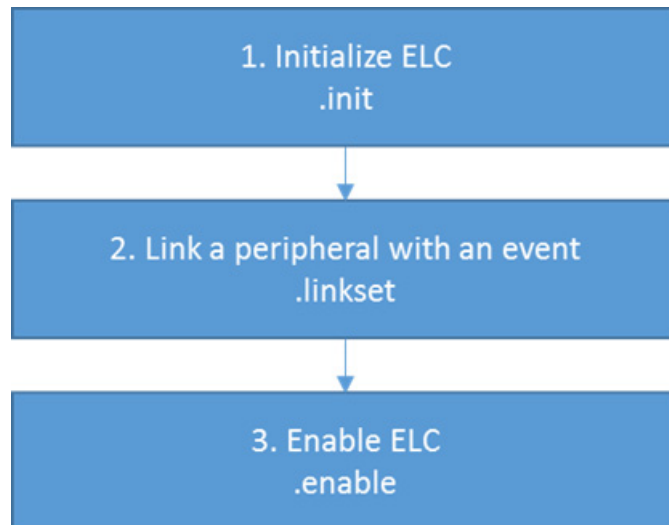 1. Initialize ELC
.init
2. Link a peripheral with an event
.linkset
3. Enable ELC
.enable